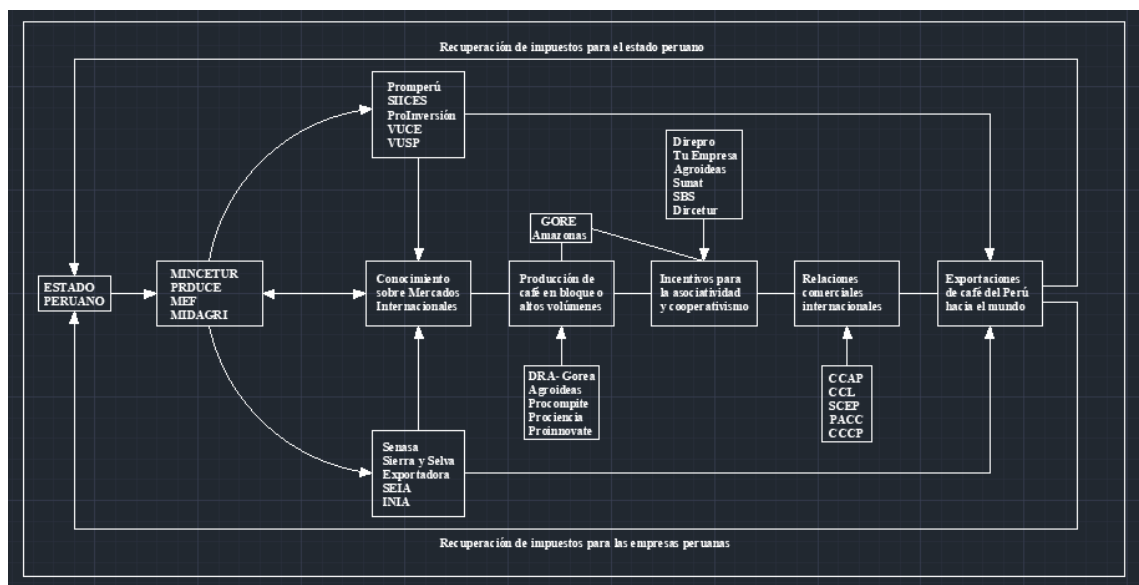 Recuperación de impuestos para el estado peruano
Promperú
SIICES
ProInversión
VUCE
VUSP
Direpro
Tu Empresa
Agroideas
Sunat
SBS
Dircetur
GORE
Amazonas
ESTADO
PERUANO
MINCETUR
PRDUCE
MEF
MIDAGRI
Conocimiento
sobre Mercados
Internacionales
Producción de
café en bloque o
altos volúmenes
Incentivos para
la asociatividad
y cooperativismo
Relaciones
comerciales
internacionales
Exportaciones
de café del Perú
hacia el mundo
DRA- Gorea
Agroideas
Procompite
Prociencia
Proinnovate
CCAP
CCL
SCEP
PACC
CCCP
Senasa
Sierra y Selva
Exportadora
SEIA
INIA
Recuperación de impuestos para las empresas peruanas